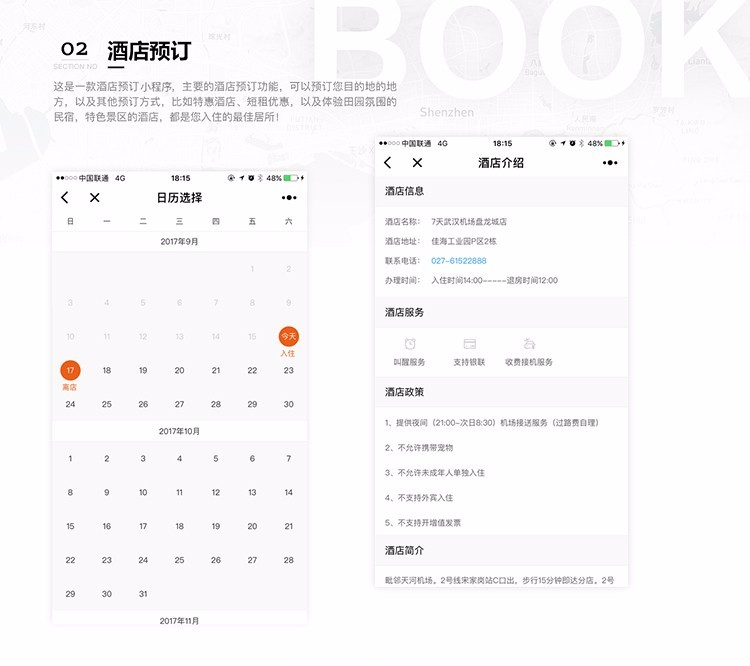 BOOK
02 酒店预订
SECTION NO.
这是一款酒店预订小程序，主要的酒店预订功能，可以预订您目的地的地
方，以及其他预订方式，比如特惠酒店、短租优惠，以及体验田园氛围的
民宿，特色景区的酒店，都是您入住的最佳居所！
Shenzhen
中国联通 4G 18:15 48%
日历选择
日 一 二 三 四 五 六
2017年9月
1 2
3 4 5 6 7 8 9
10 11 12 13 14 15 今天
入住
17 18 19 20 21 22 23
离店
24 25 26 27 28 29 30
2017年10月
1 2 3 4 5 6 7
8 9 10 11 12 13 14
15 16 17 18 19 20 21
22 23 24 25 26 27 28
29 30 31
2017年11月
中国联通 4G 18:15 48%
酒店介绍
酒店信息
酒店名称： 7天武汉机场盘龙城店
酒店地址： 佳海工业园P区2栋
联系电话： 027-61522888
办理时间： 入住时间14:00-----退房时间12:00
酒店服务
叫醒服务 支持银联 收费接机服务
酒店政策
1、提供夜间（21:00-次日8:30）机场接送服务（过路费自理）
2、不允许携带宠物
3、不允许未成年人单独入住
4、不支持外宾入住
5、不支持开增值发票
酒店简介
毗邻天河机场。2号线宋家岗站C口出，步行15分钟即达分店。2号